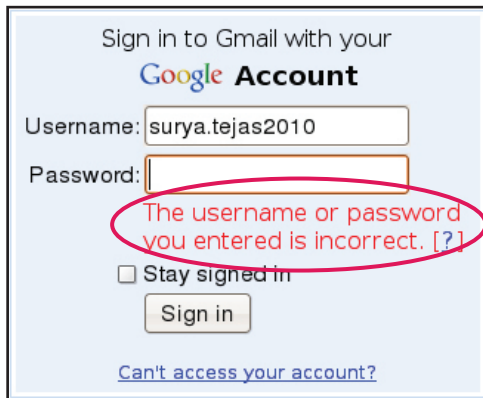 Sign in to Gmail with your
Google Account
Username: surya.tejas2010
Password:
The username or password
you entered is incorrect. [?]
Stay signed in
Sign in
Can't access your account?